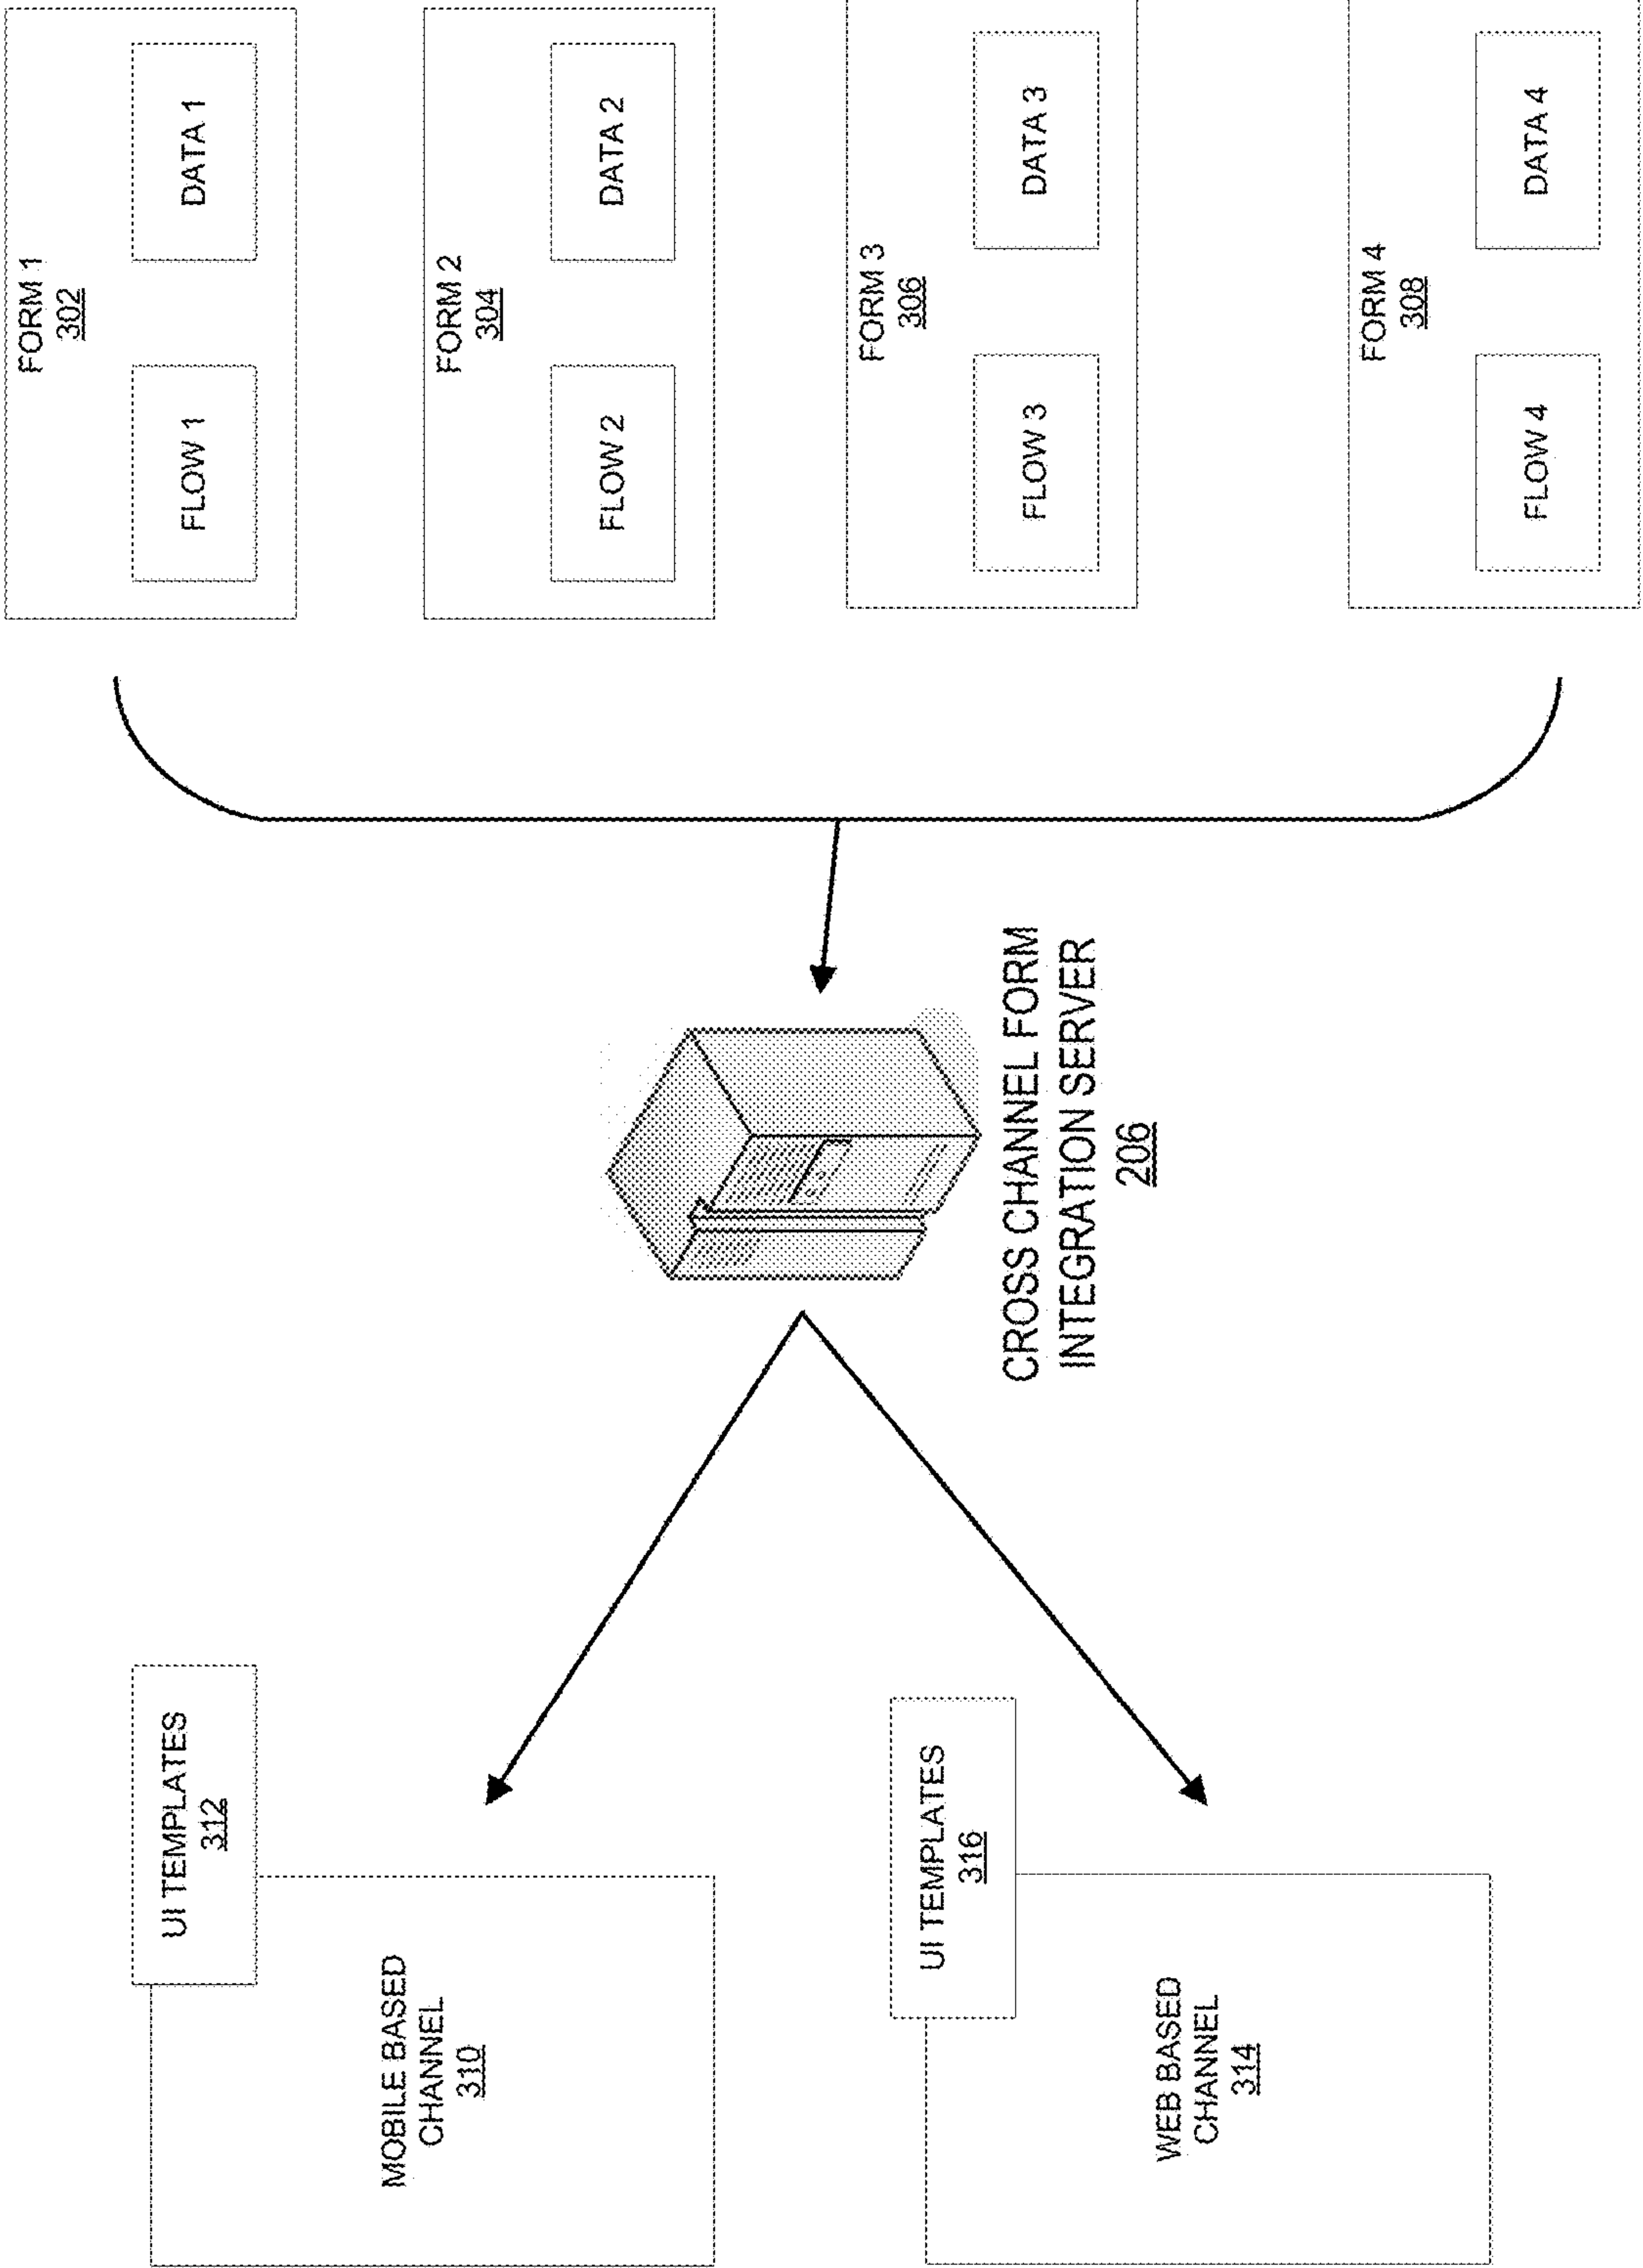 FORM 1
302
FLOW 1
DATA 1
FORM 2
304
FLOW 2
DATA 2
FORM 3
306
FLOW 3
DATA 3
FORM 4
308
FLOW 4
DATA 4
CROSS CHANNEL FORM
INTEGRATION SERVER
206
UI TEMPLATES
312
MOBILE BASED
CHANNEL
310
UI TEMPLATES
316
WEB BASED
CHANNEL
314